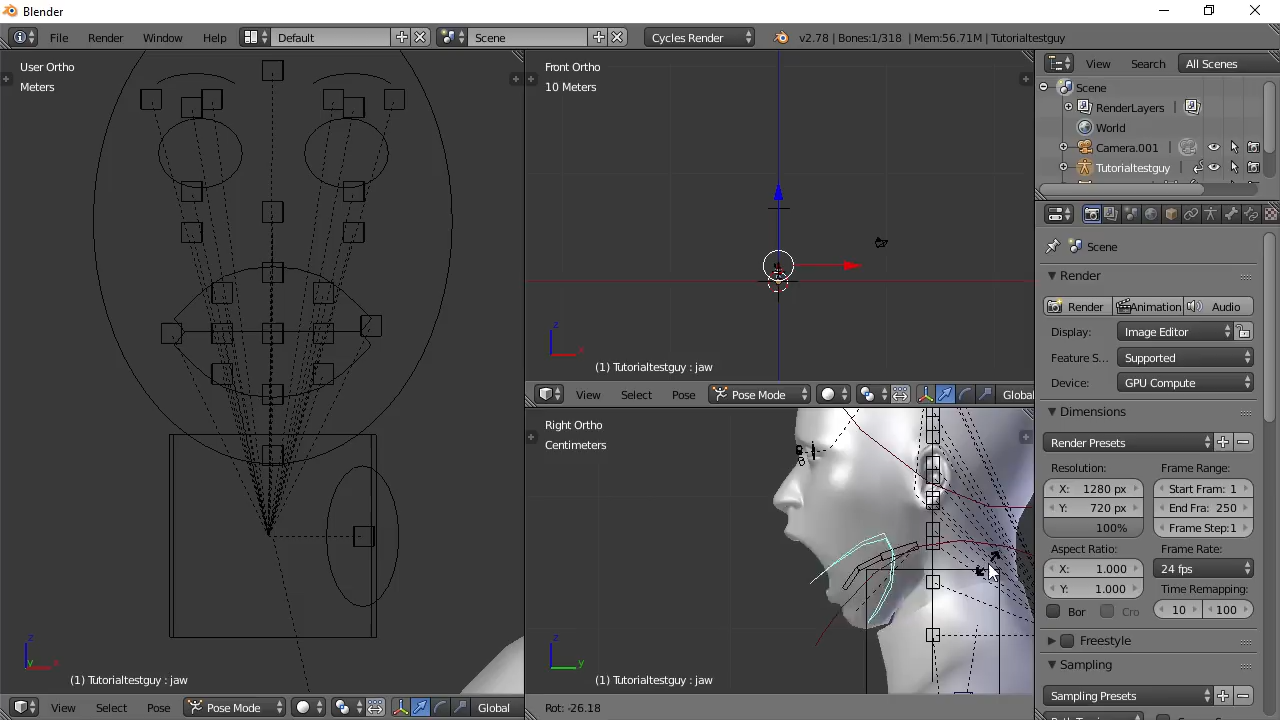 Blender
File Render Window Help Default Scene Cycles Render v2.78 | Bones:1/318 | Mem:56.71M | Tutorialtestguy
User Ortho
Meters
(1) Tutorialtestguy : jaw
View Select Pose Pose Mode Global
Front Ortho
10 Meters
z
x
(1) Tutorialtestguy : jaw
View Select Pose Pose Mode Global
Right Ortho
Centimeters
z
y
(1) Tutorialtestguy : jaw
Rot: -26.18
View Search All Scenes
Scene
RenderLayers
World
Camera.001
Tutorialtestguy
Scene
Render
Render Animation Audio
Display: Image Editor
Feature S... Supported
Device: GPU Compute
Dimensions
Render Presets
Resolution: Frame Range:
X: 1280 px Start Fram: 1
Y: 720 px End Fra: 250
100% Frame Step:1
Aspect Ratio: Frame Rate:
X: 1.000 24 fps
Y: 1.000 Time Remapping:
Bor Cro 10 100
Freestyle
Sampling
Sampling Presets